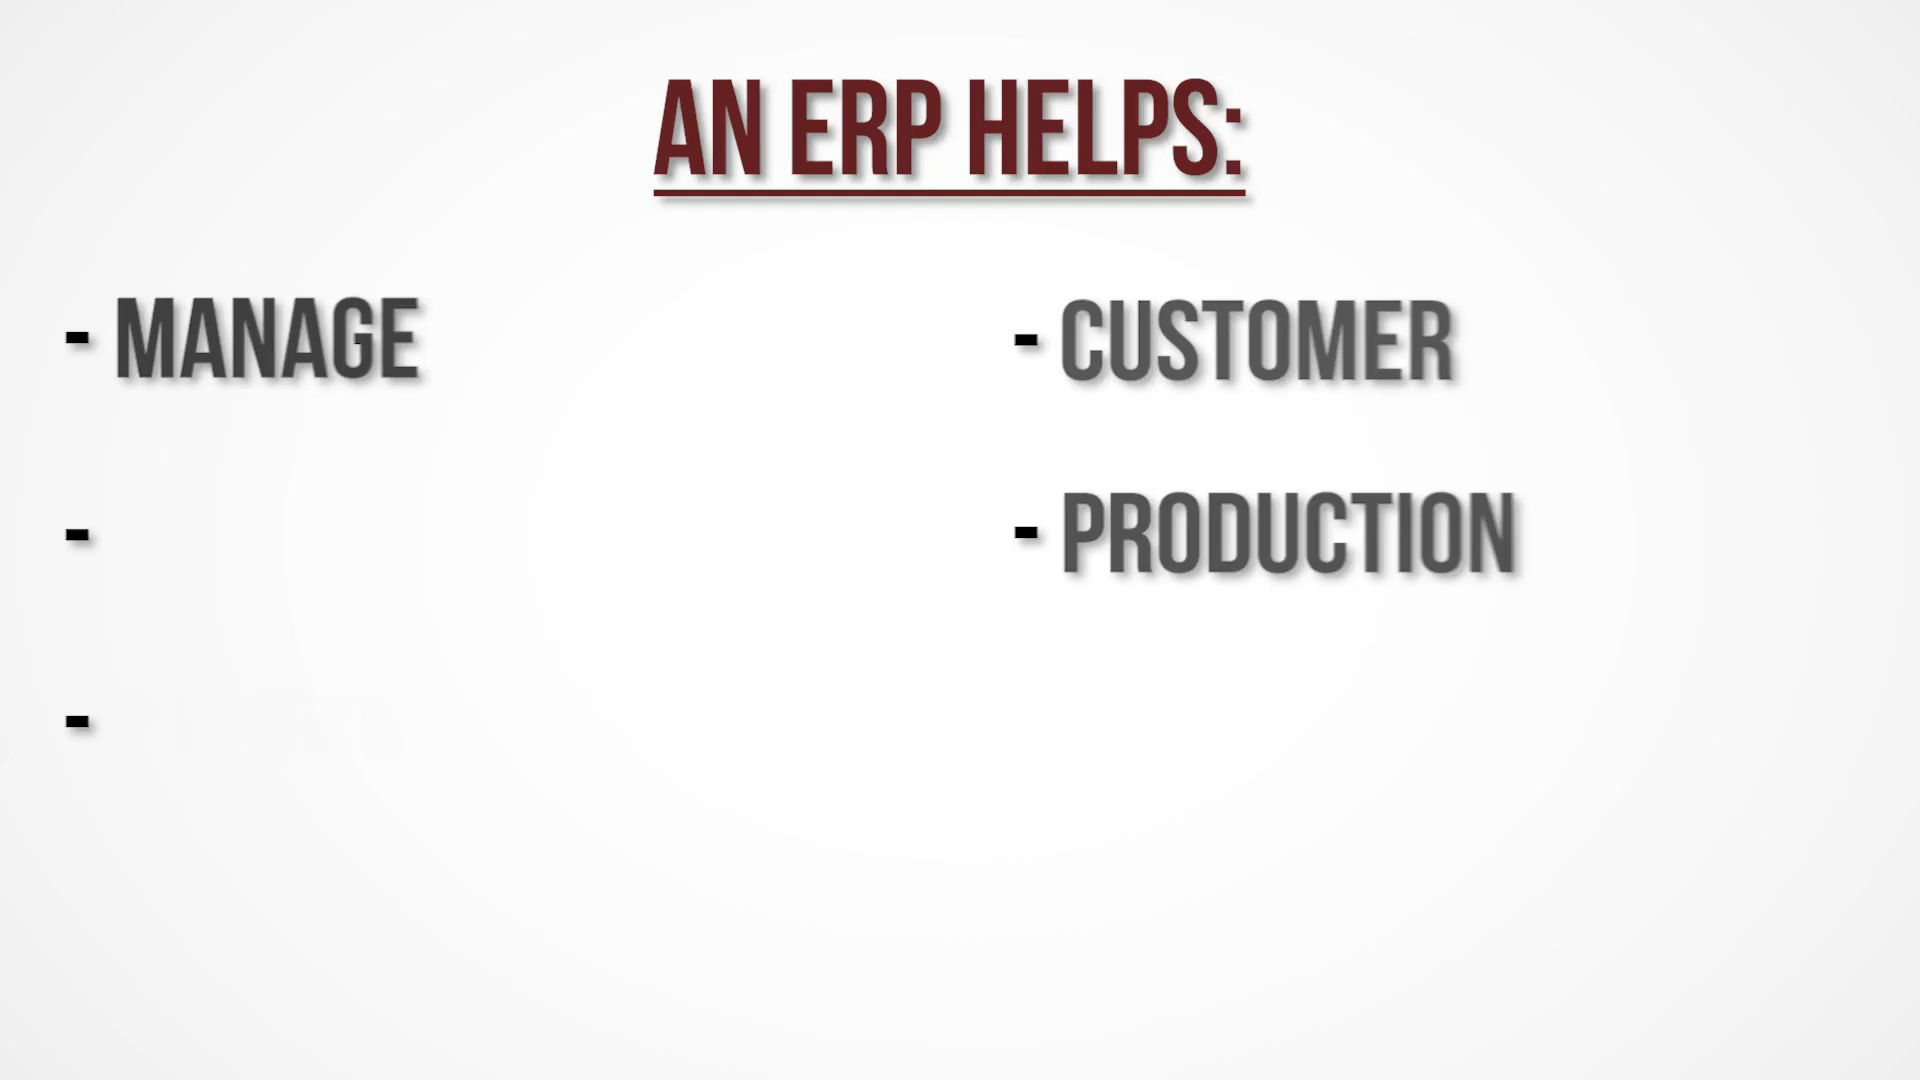 AN ERP HELPS:
- MANAGE
-
-
- CUSTOMER
- PRODUCTION